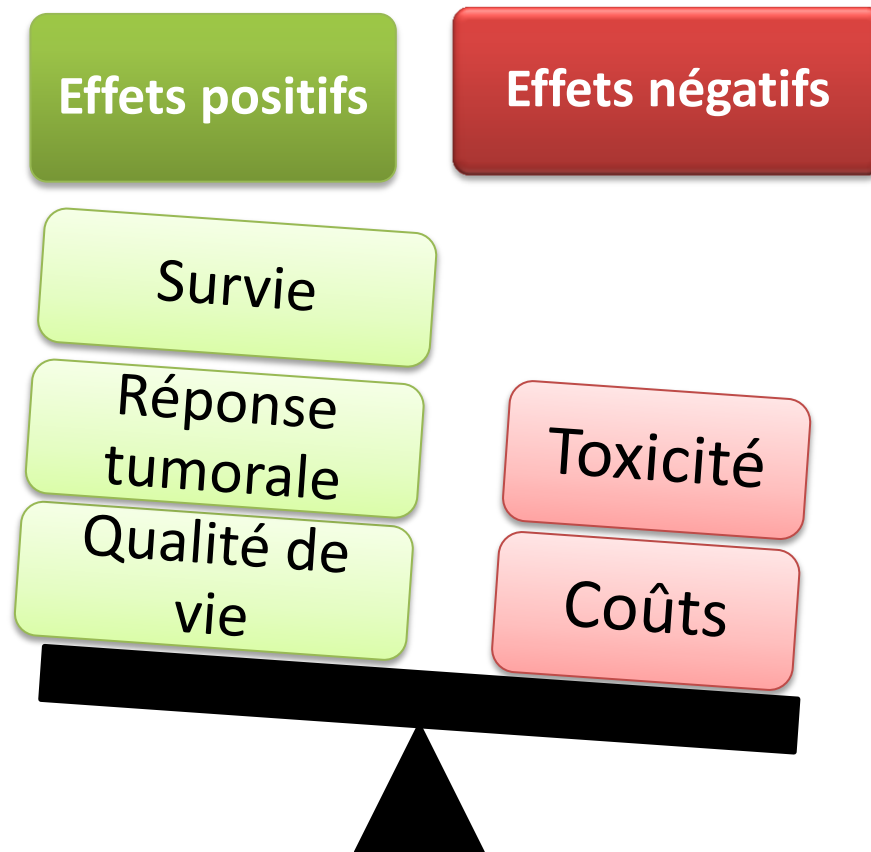 Effets positifs
Effets négatifs
Survie
Réponse
tumorale
Qualité de
vie
Toxicité
Coûts